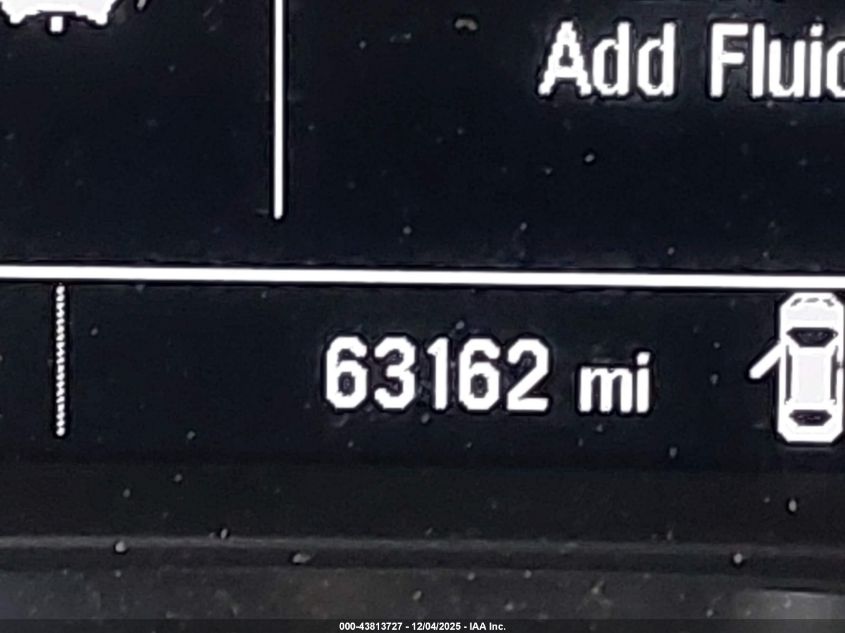 Add Fluid
63162 mi
000-43813727 - 12/04/2025 - IAA Inc.